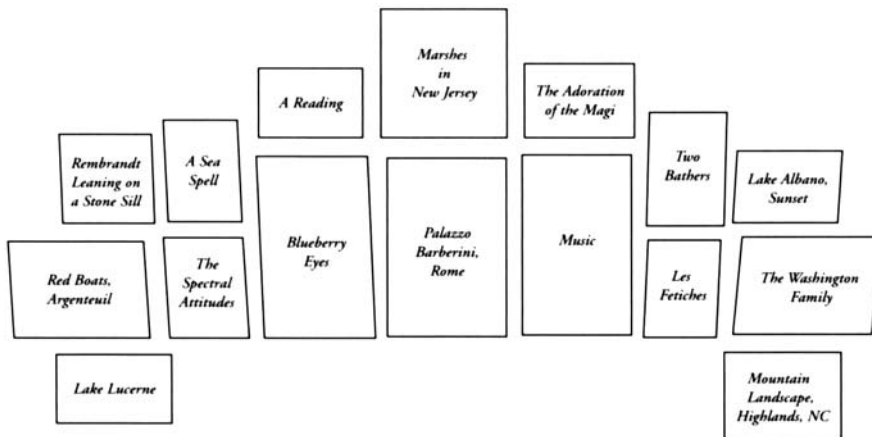 Marshes
in
New Jersey
A Reading
The Adoration
of the Magi
Rembrandt
Leaning on
a Stone Sill
A Sea
Spell
Two
Bathers
Lake Albano,
Sunset
Red Boats,
Argenteuil
The
Spectral
Attitudes
Blueberry
Eyes
Palazzo
Barberini,
Rome
Music
Les
Fetiches
The Washington
Family
Lake Lucerne
Mountain
Landscape,
Highlands, NC